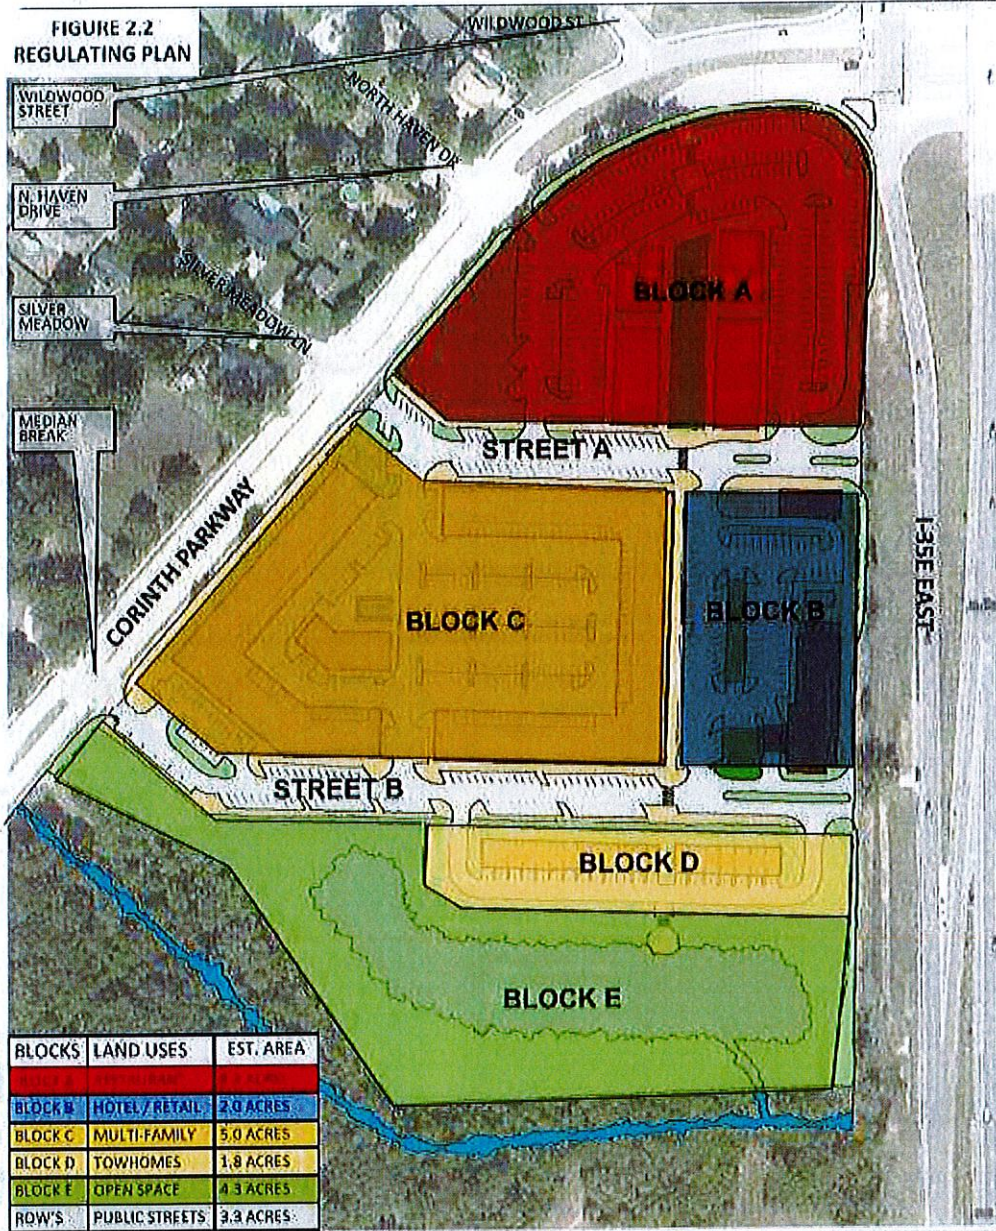 FIGURE 2.2
REGULATING PLAN
WILDWOOD ST
WILDWOOD
STREET
NORTH HAVEN DR
N. HAVEN
DRIVE
SILVER MEADOW LN
SILVER
MEADOW
MEDIAN
BREAK
CORINTH PARKWAY
BLOCK A
STREET A
I-35E EAST
BLOCK C
BLOCK B
STREET B
BLOCK D
BLOCK E
BLOCKS LAND USES EST. AREA
BLOCK A RESTAURANT ACRES
BLOCK B HOTEL / RETAIL 2.0 ACRES
BLOCK C MULTI-FAMILY 5.0 ACRES
BLOCK D TOWHOMES 1.8 ACRES
BLOCK E OPEN SPACE 4.3 ACRES
ROW'S PUBLIC STREETS 3.3 ACRES